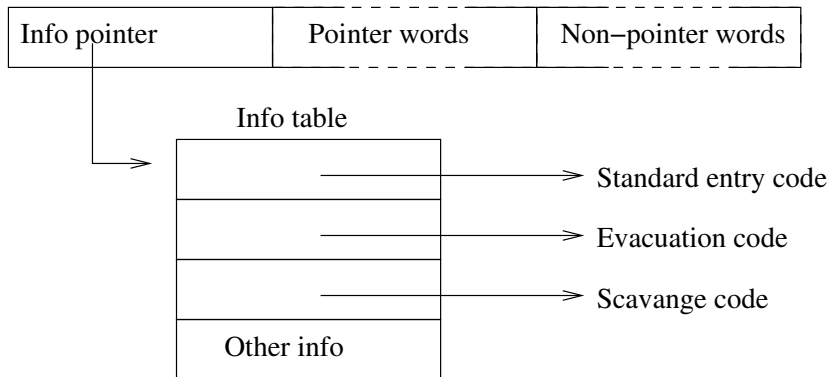 Info pointer
Pointer words
Non−pointer words
Info table
Standard entry code
Evacuation code
Scavange code
Other info